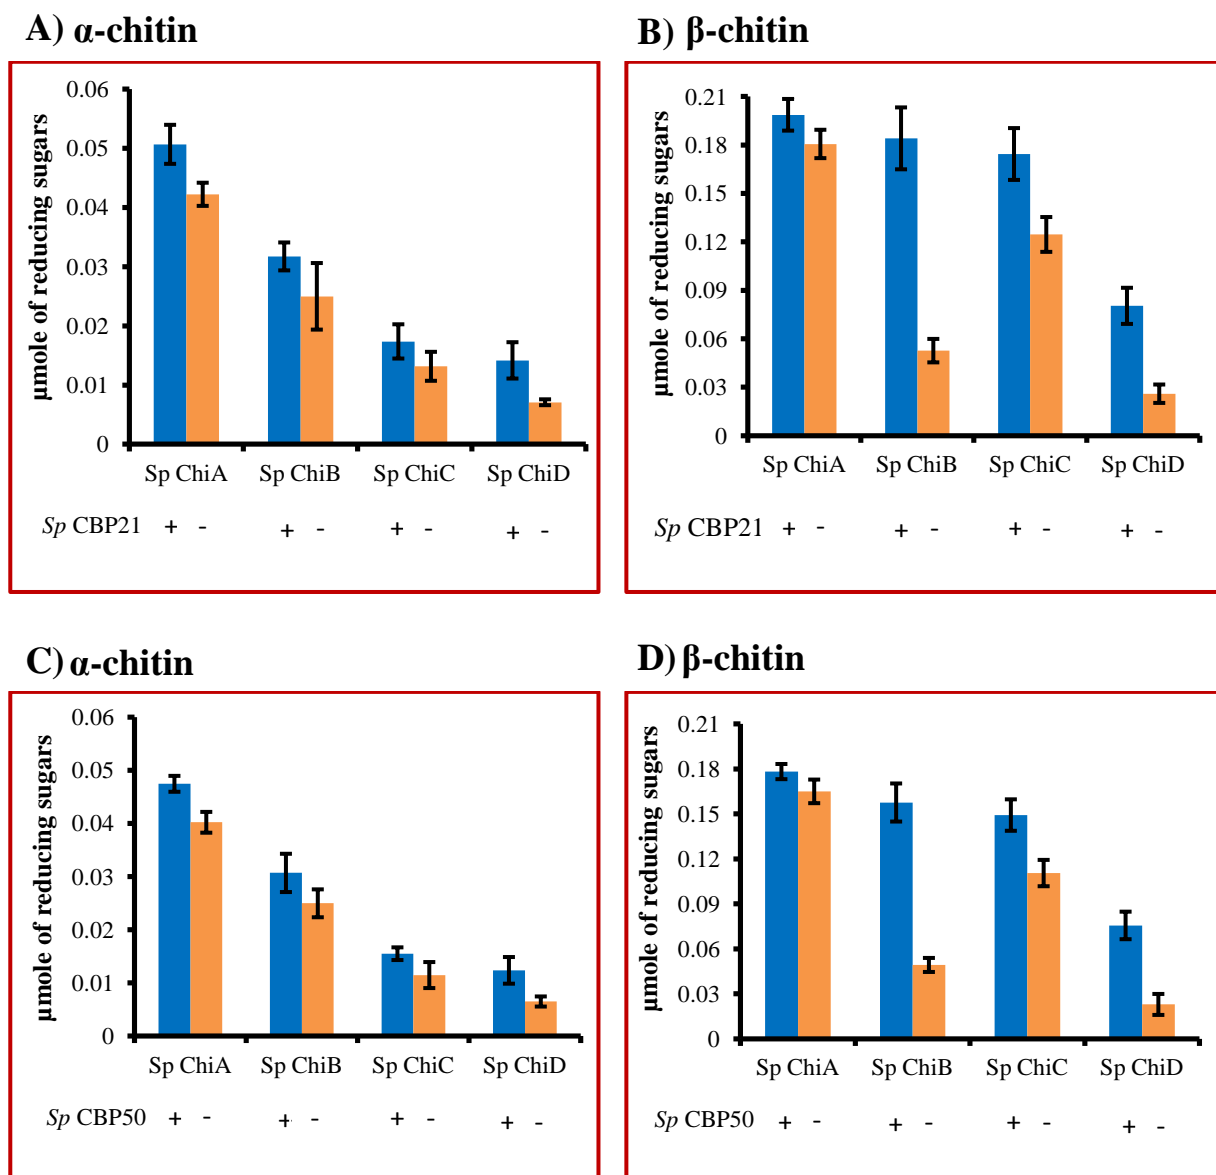 A) α-chitin
μmole of reducing sugars
0.06
0.05
0.04
0.03
0.02
0.01
0
Sp ChiA Sp ChiB Sp ChiC Sp ChiD
Sp CBP21 + - + - + - + -
B) β-chitin
μmole of reducing sugars
0.21
0.18
0.15
0.12
0.09
0.06
0.03
0
Sp ChiA Sp ChiB Sp ChiC Sp ChiD
Sp CBP21 + - + - + - + -
C) α-chitin
μmole of reducing sugars
0.06
0.05
0.04
0.03
0.02
0.01
0
Sp ChiA Sp ChiB Sp ChiC Sp ChiD
Sp CBP50 + - + - + - + -
D) β-chitin
μmole of reducing sugars
0.21
0.18
0.15
0.12
0.09
0.06
0.03
0
Sp ChiA Sp ChiB Sp ChiC Sp ChiD
Sp CBP50 + - + - + - + -